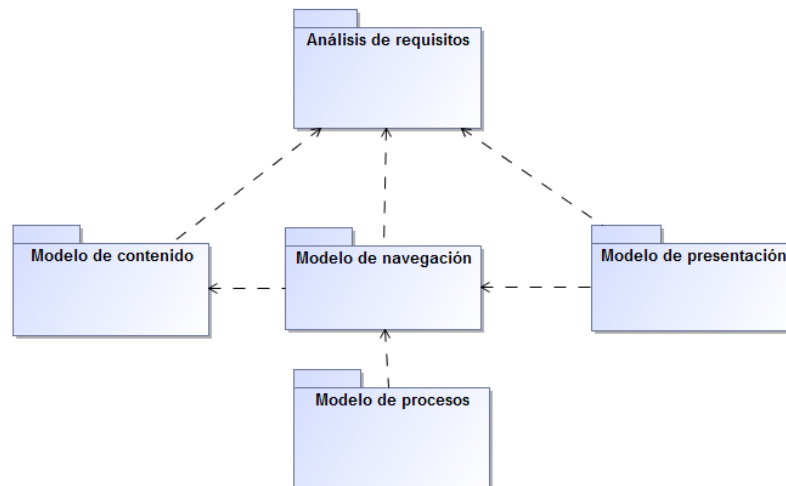 Análisis de requisitos
Modelo de contenido
Modelo de navegación
Modelo de presentación
Modelo de procesos